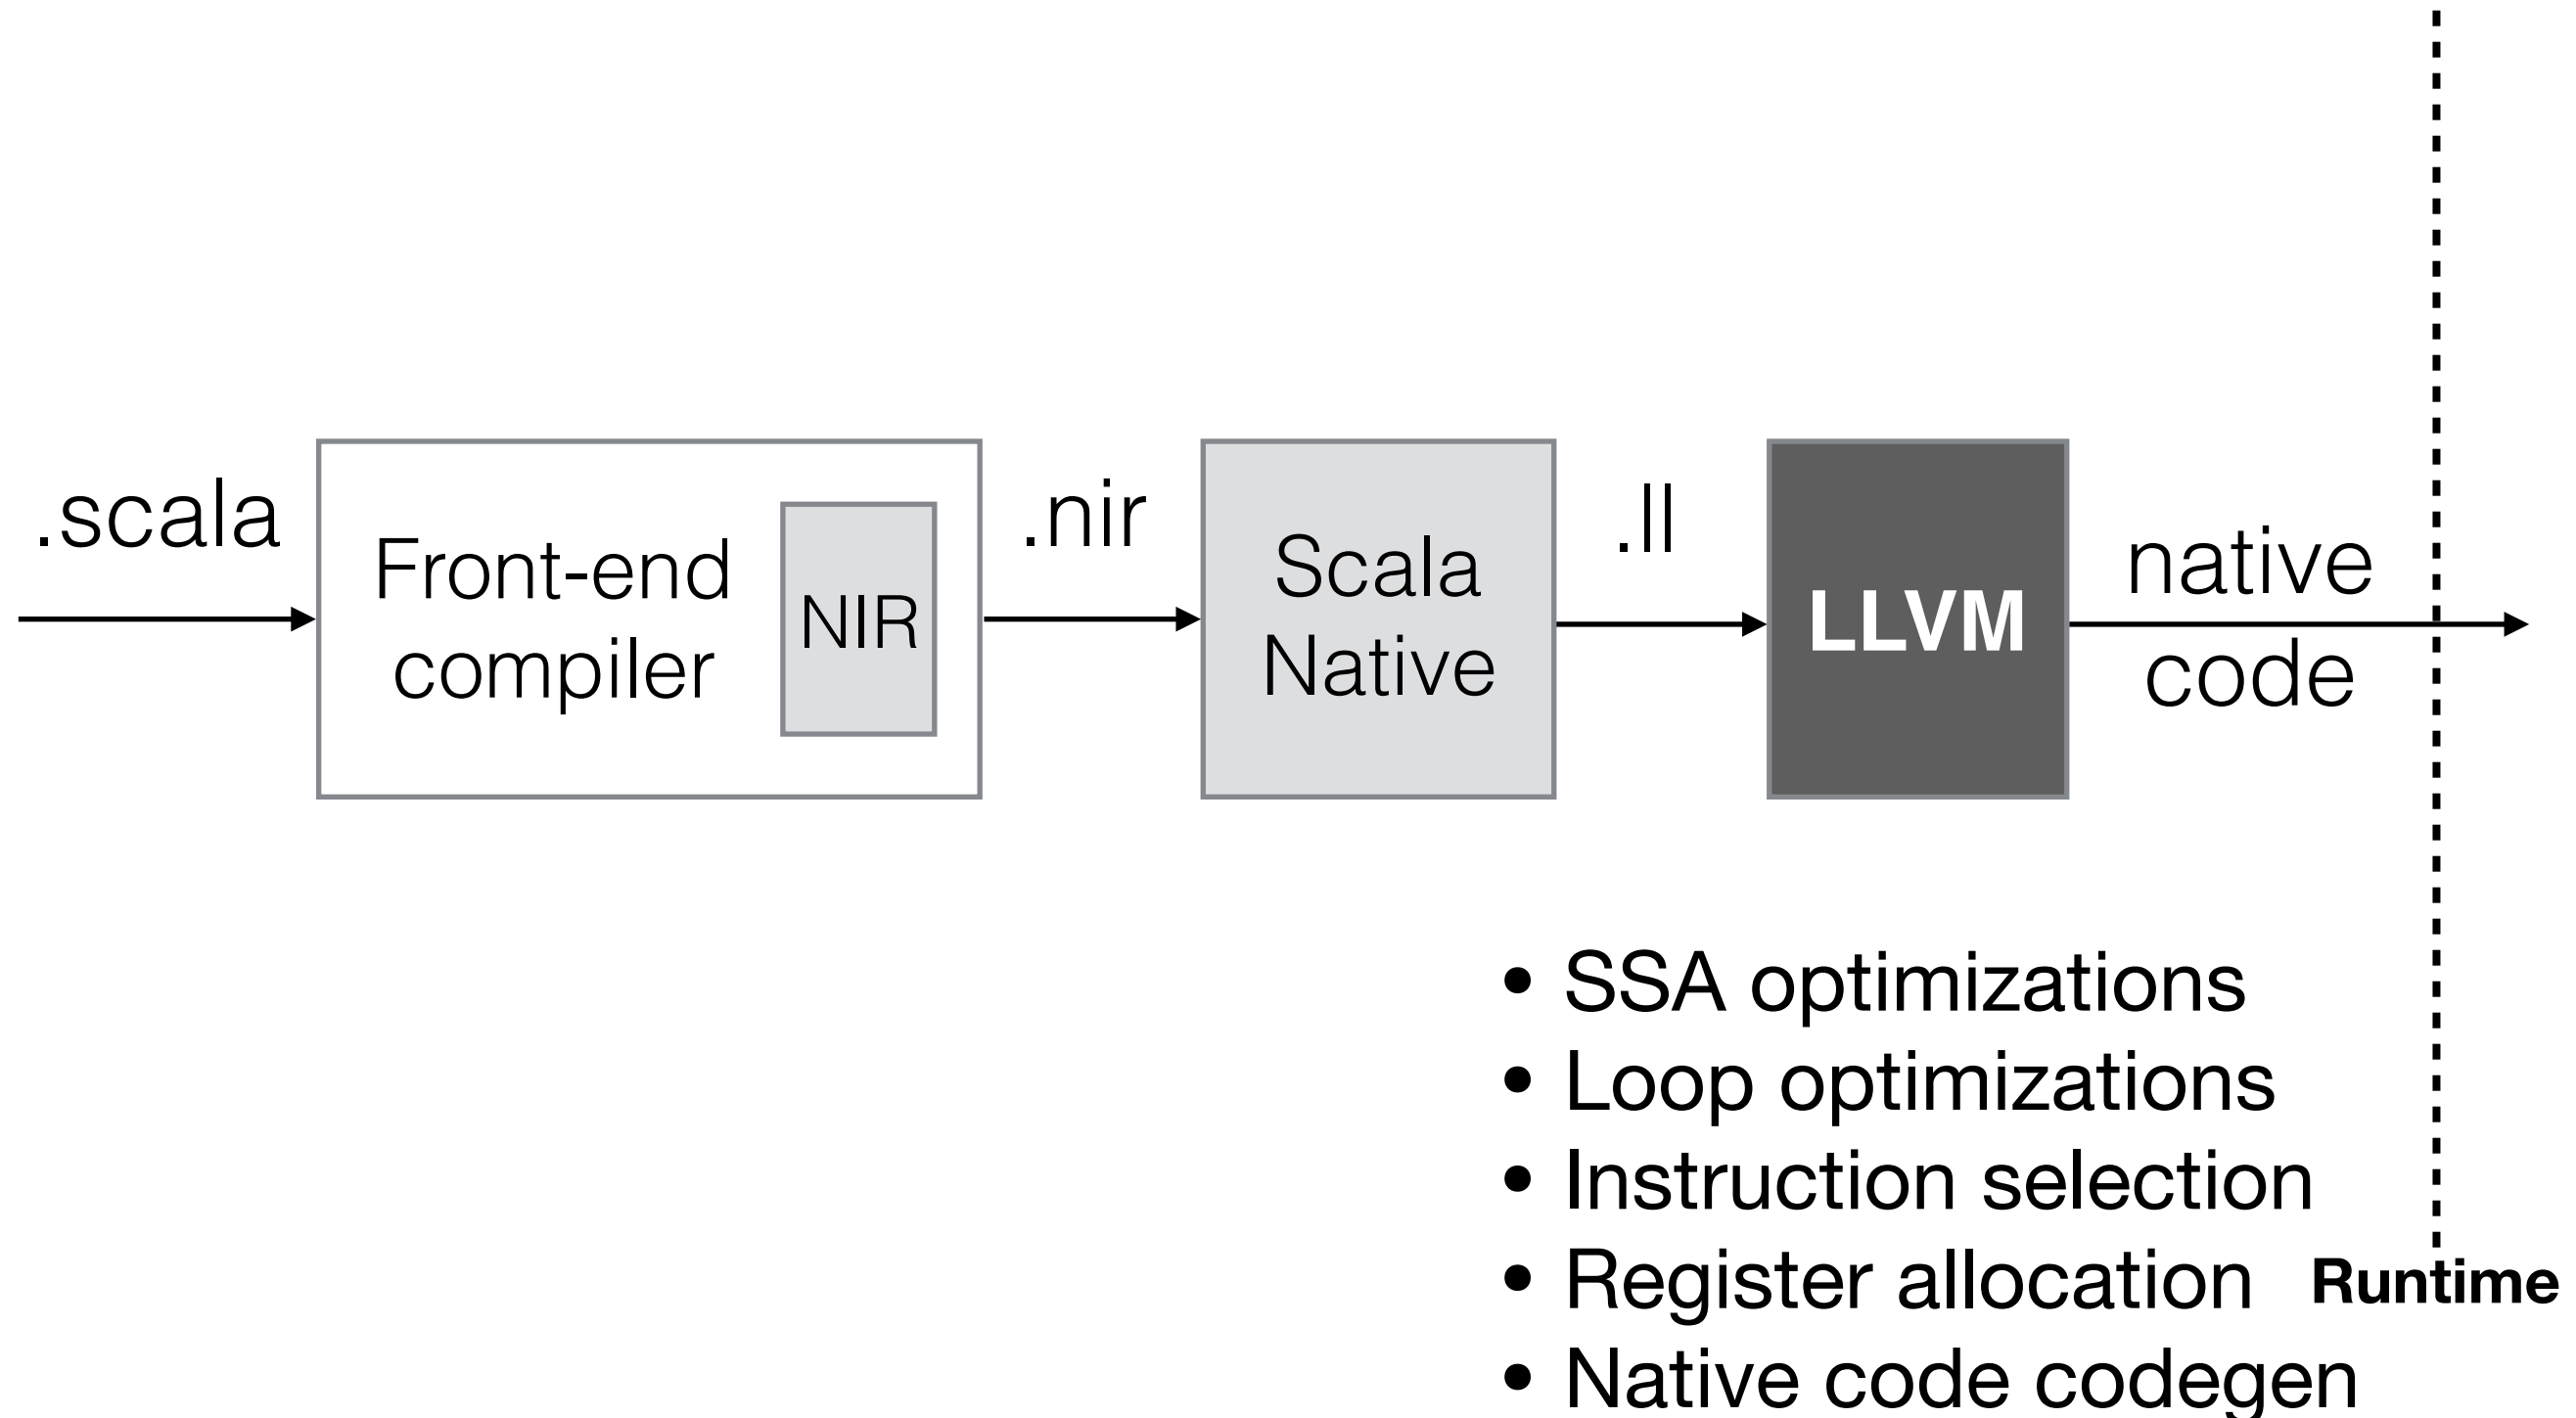 .scala
Front-end
compiler
NIR
.nir
Scala
Native
.ll
LLVM
native
code
• SSA optimizations
• Loop optimizations
• Instruction selection
• Register allocation
• Native code codegen
Runtime